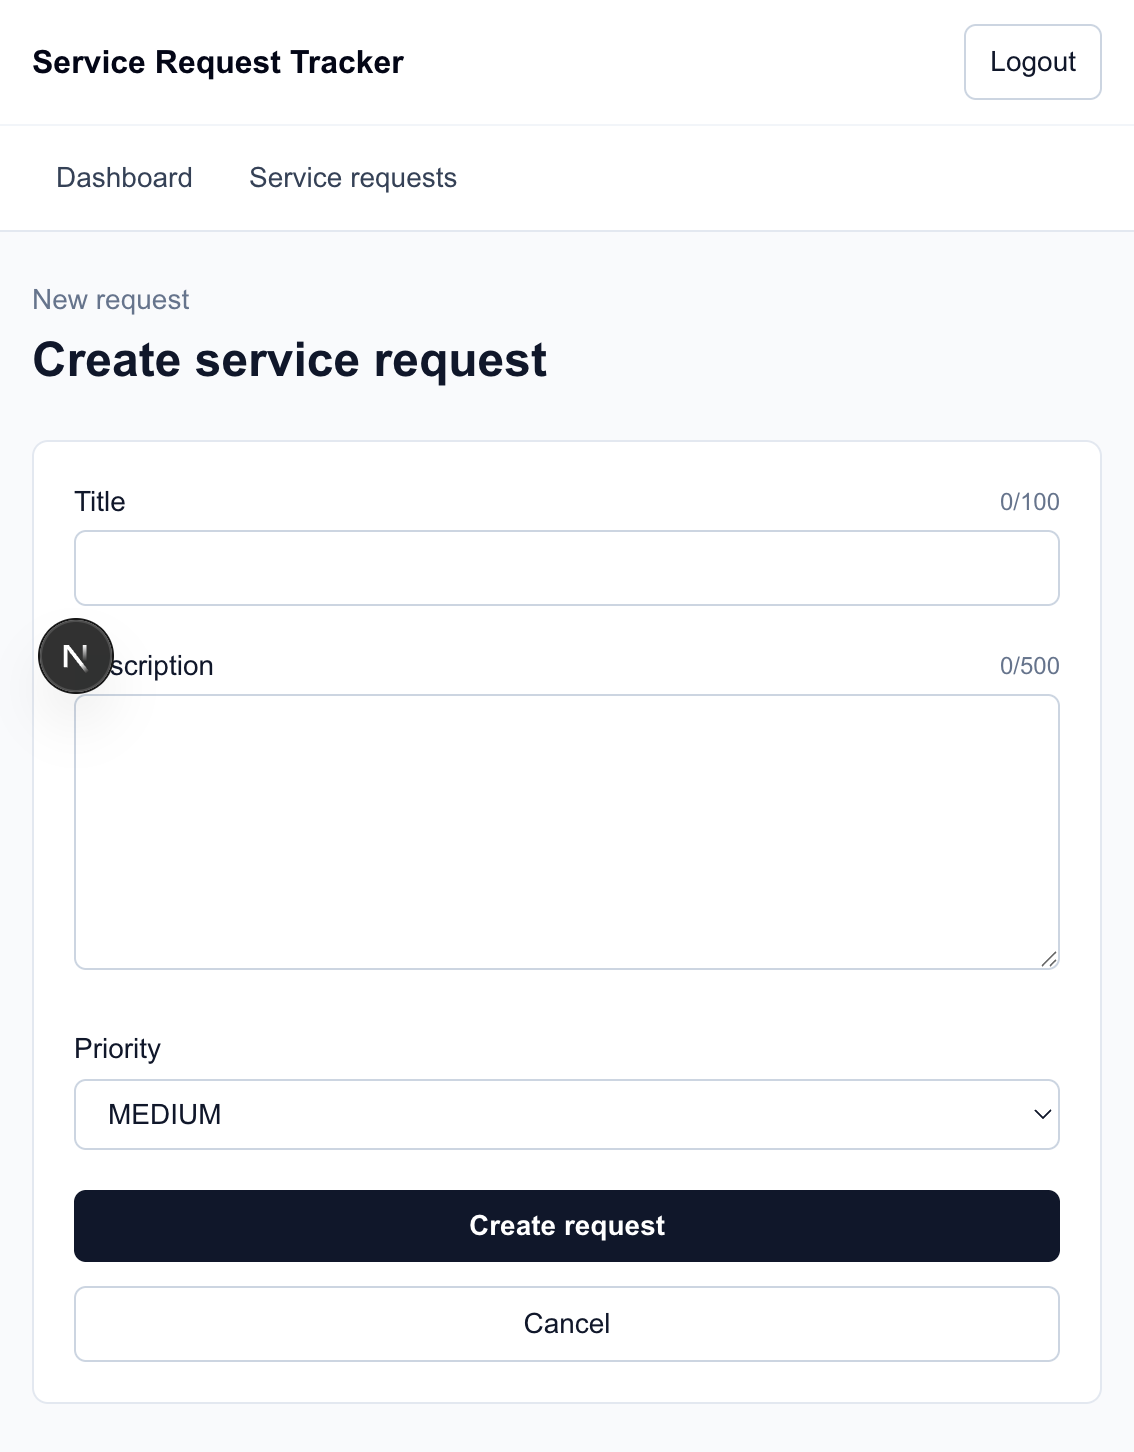 Service Request Tracker
Logout
Dashboard Service requests
New request
Create service request
Title 0/100
N
scription 0/500
Priority
MEDIUM
Create request
Cancel